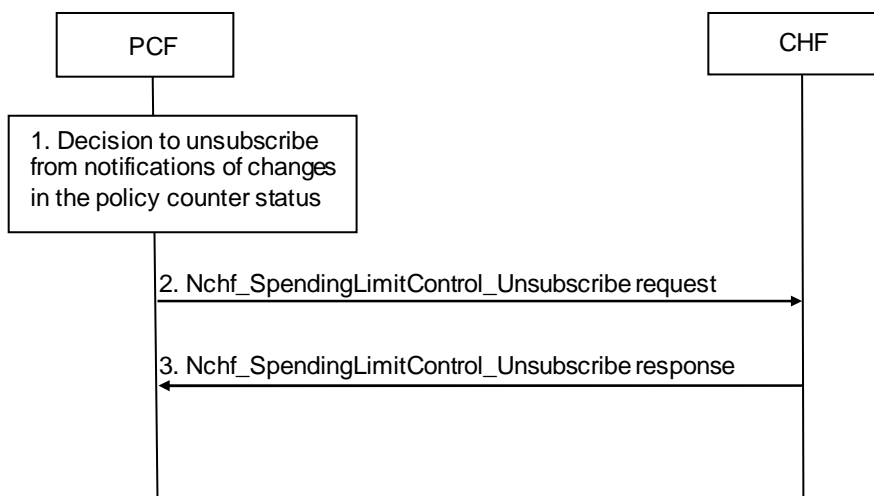 PCF
CHF
1. Decision to unsubscribe
from notifications of changes
in the policy counter status
2. Nchf_SpendingLimitControl_Unsubscribe request
3. Nchf_SpendingLimitControl_Unsubscribe response